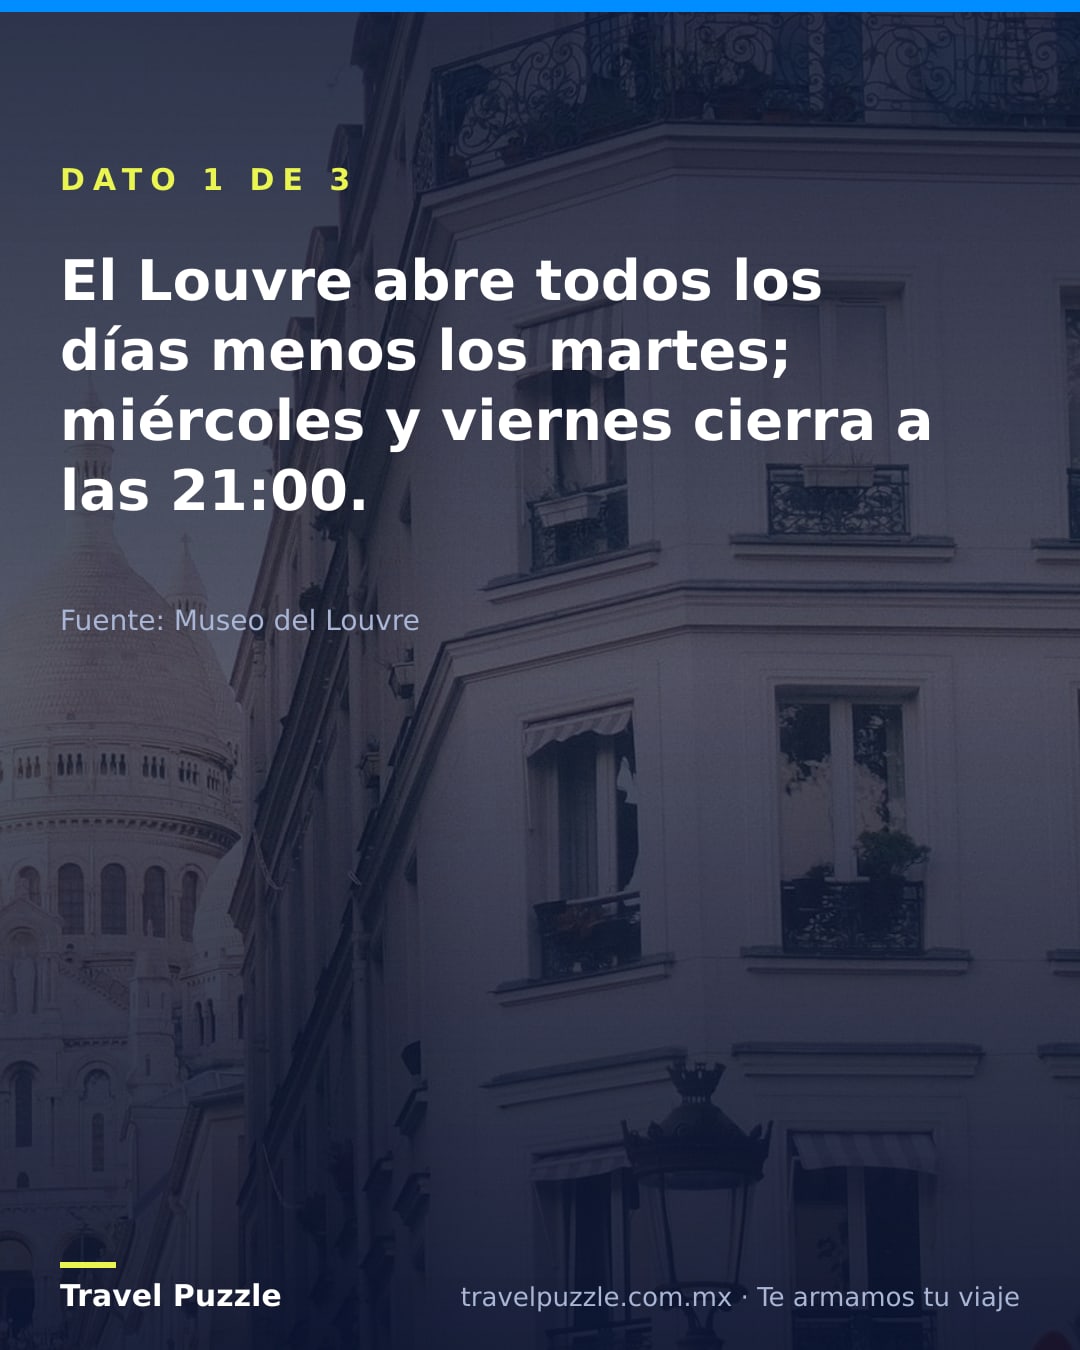 DATO 1 DE 3
El Louvre abre todos los
días menos los martes;
miércoles y viernes cierra a
las 21:00.
Fuente: Museo del Louvre
Travel Puzzle
travelpuzzle.com.mx · Te armamos tu viaje